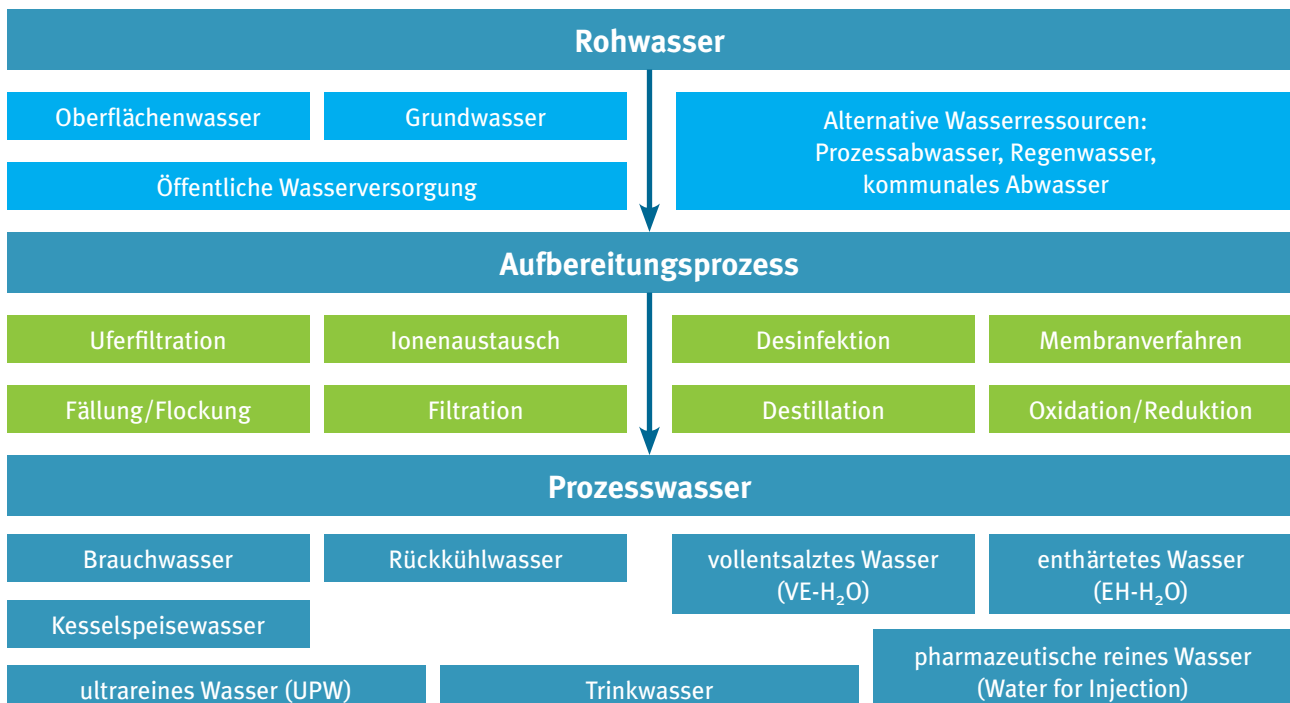 Rohwasser
Oberflächenwasser
Grundwasser
Öffentliche Wasserversorgung
Alternative Wasserressourcen:
Prozessabwasser, Regenwasser,
kommunales Abwasser
Aufbereitungsprozess
Uferfiltration
Ionenaustausch
Desinfektion
Membranverfahren
Fällung/Flockung
Filtration
Destillation
Oxidation/Reduktion
Prozesswasser
Brauchwasser
Rückkühlwasser
vollentsalztes Wasser
(VE-H₂O)
enthärtetes Wasser
(EH-H₂O)
Kesselspeisewasser
ultrareines Wasser (UPW)
Trinkwasser
pharmazeutische reines Wasser
(Water for Injection)